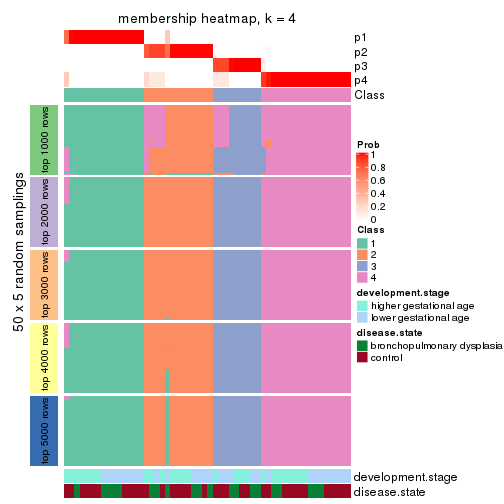 membership heatmap, k = 4
p1
p2
p3
p4
Class
50 x 5 random samplings
top 1000 rows
top 2000 rows
top 3000 rows
top 4000 rows
top 5000 rows
Prob
1
0.8
0.6
0.4
0.2
0
Class
1
2
3
4
development.stage
higher gestational age
lower gestational age
disease.state
bronchopulmonary dysplasia
control
development.stage
disease.state